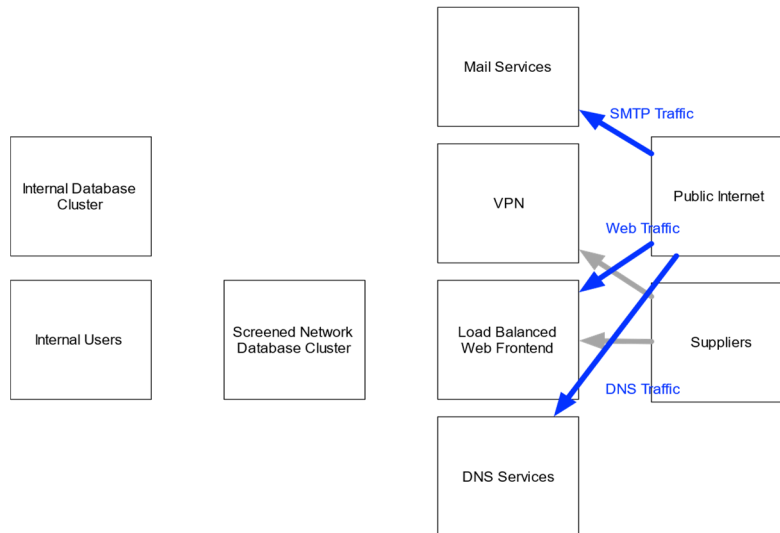 Mail Services
SMTP Traffic
Internal Database
Cluster
VPN
Public Internet
Web Traffic
Internal Users
Screened Network
Database Cluster
Load Balanced
Web Frontend
Suppliers
DNS Traffic
DNS Services